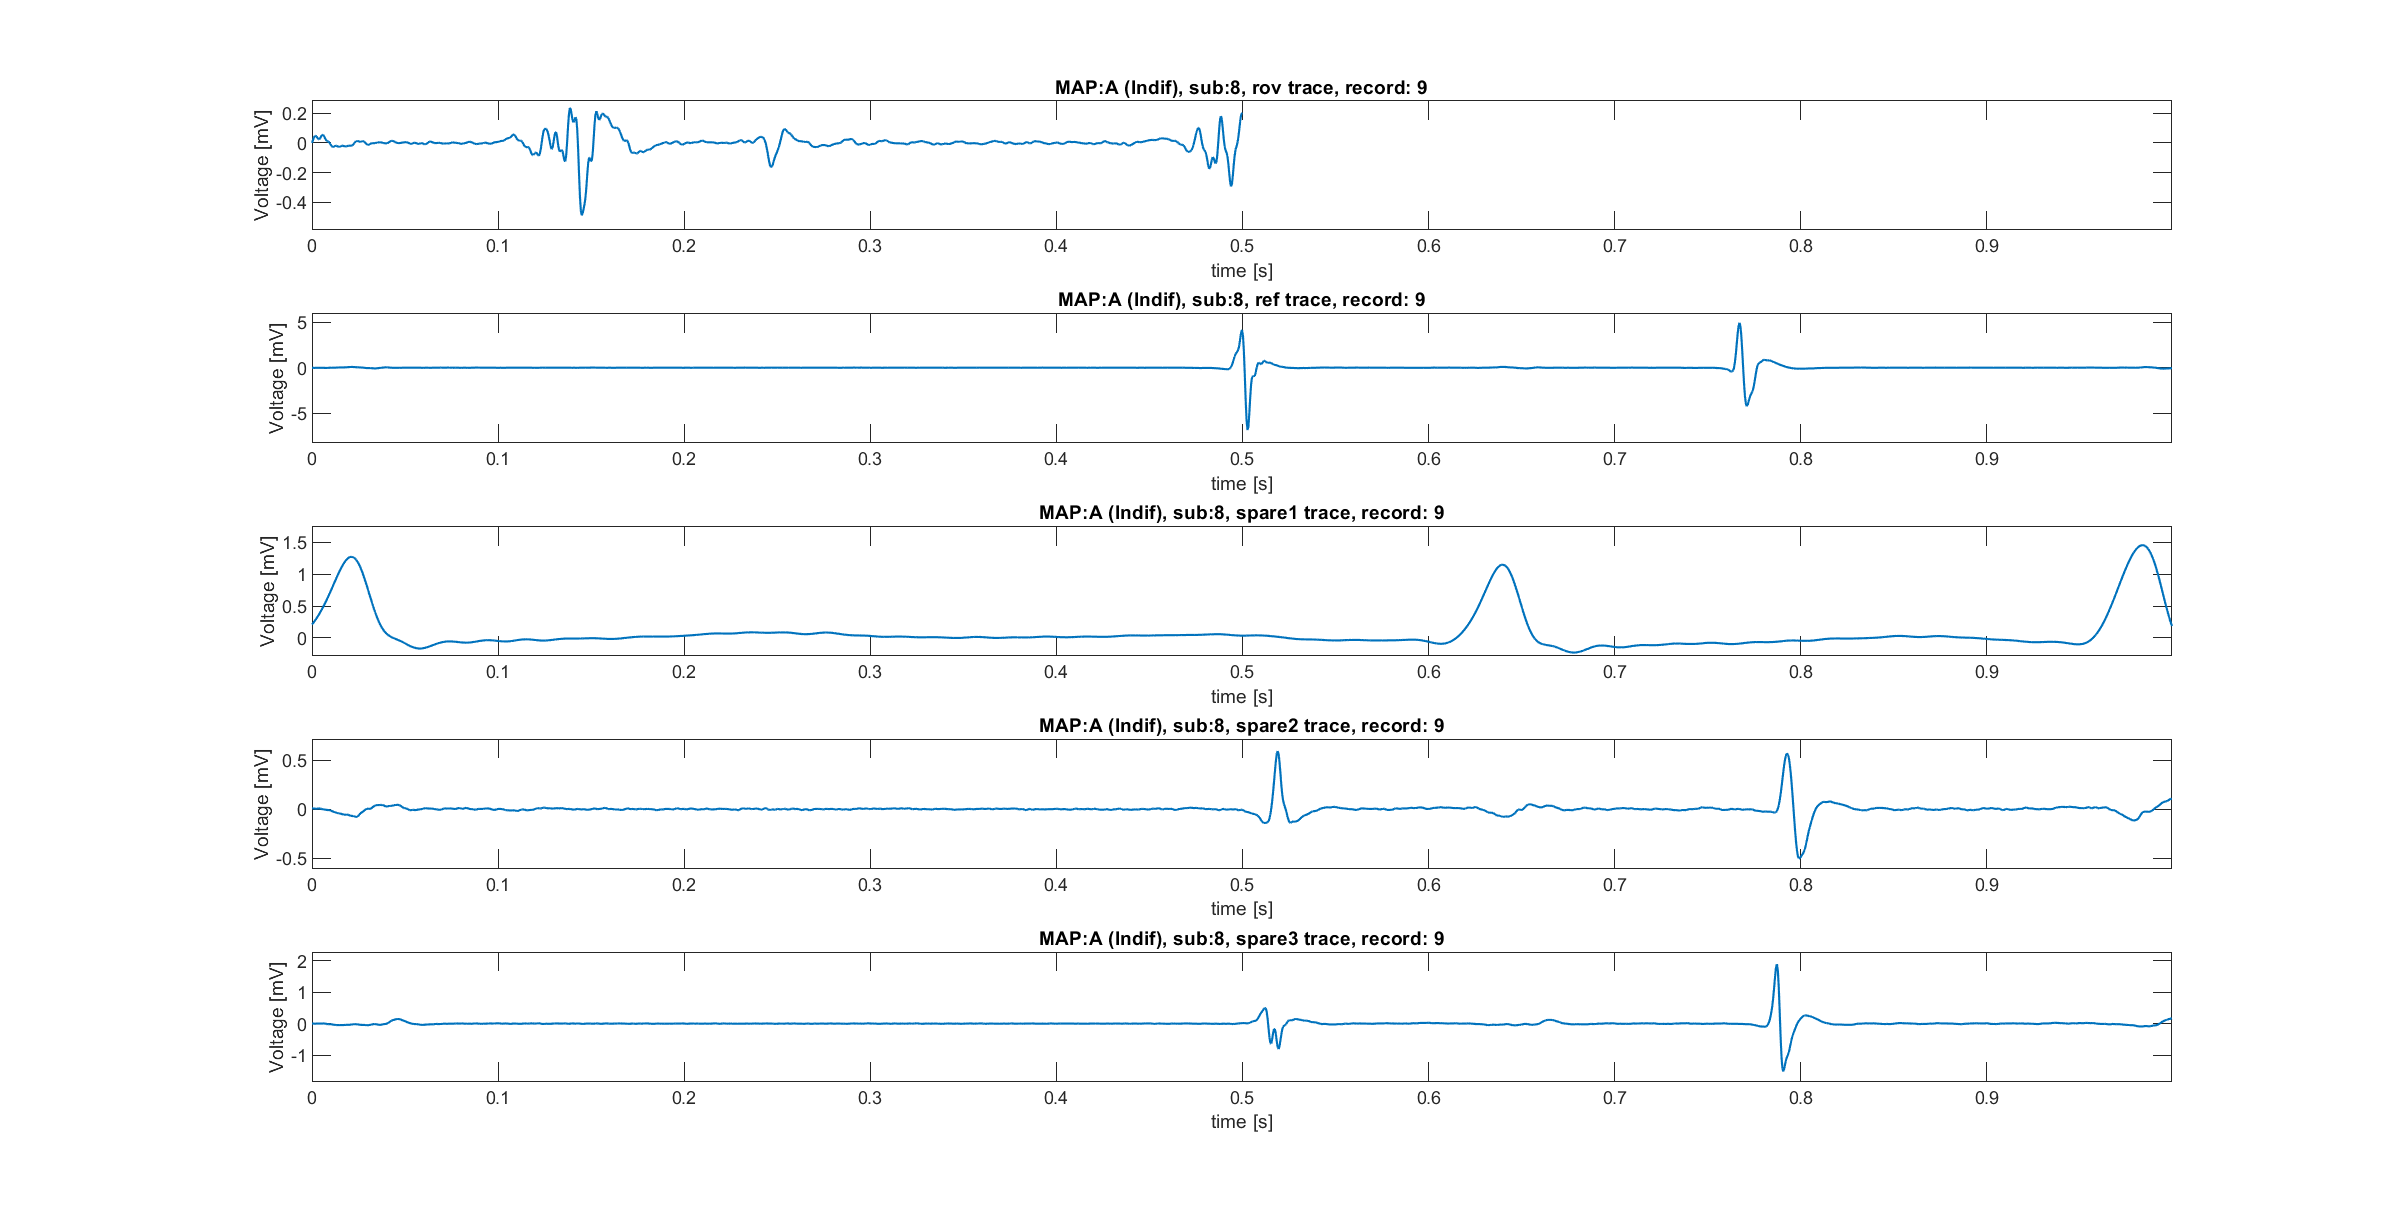 MAP:A (Indif), sub:8, rov trace, record: 9
Voltage [mV]
0.2
0
-0.2
-0.4
0 0.1 0.2 0.3 0.4 0.5 0.6 0.7 0.8 0.9
time [s]
MAP:A (Indif), sub:8, ref trace, record: 9
Voltage [mV]
5
0
-5
0 0.1 0.2 0.3 0.4 0.5 0.6 0.7 0.8 0.9
time [s]
MAP:A (Indif), sub:8, spare1 trace, record: 9
Voltage [mV]
1.5
1
0.5
0
0 0.1 0.2 0.3 0.4 0.5 0.6 0.7 0.8 0.9
time [s]
MAP:A (Indif), sub:8, spare2 trace, record: 9
Voltage [mV]
0.5
0
-0.5
0 0.1 0.2 0.3 0.4 0.5 0.6 0.7 0.8 0.9
time [s]
MAP:A (Indif), sub:8, spare3 trace, record: 9
Voltage [mV]
2
1
0
-1
0 0.1 0.2 0.3 0.4 0.5 0.6 0.7 0.8 0.9
time [s]